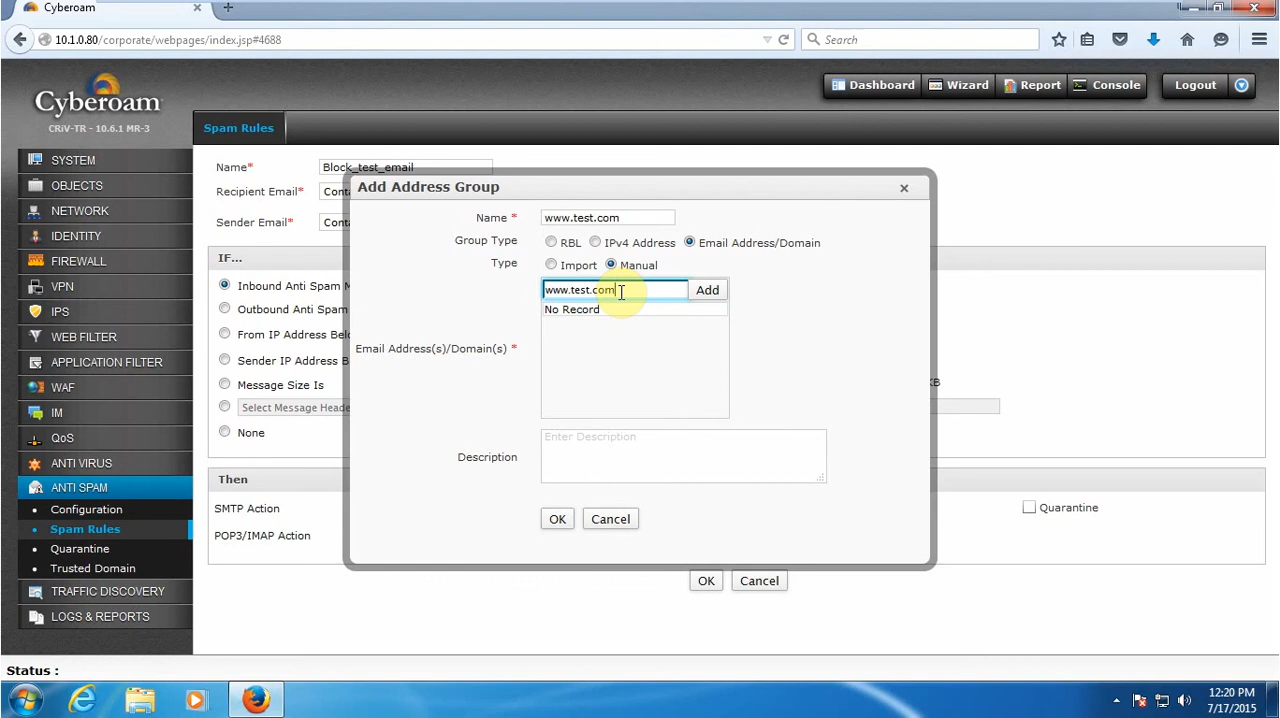 Cyberoam
10.1.0.80/corporate/webpages/index.jsp#4688
Search
Cyberoam
CRiV-TR - 10.6.1 MR-3
Dashboard
Wizard
Report
Console
Logout
Spam Rules
SYSTEM
OBJECTS
NETWORK
IDENTITY
FIREWALL
VPN
IPS
WEB FILTER
APPLICATION FILTER
WAF
IM
QoS
ANTI VIRUS
ANTI SPAM
Configuration
Spam Rules
Quarantine
Trusted Domain
TRAFFIC DISCOVERY
LOGS & REPORTS
Name*
Block_test_email
Recipient Email*
Conta
Sender Email*
Conta
IF...
Inbound Anti Spam M
Outbound Anti Spam
From IP Address Belo
Sender IP Address B
Message Size Is
KB
Select Message Heade
None
Then
SMTP Action
Quarantine
POP3/IMAP Action
OK
Cancel
Add Address Group
Name *
www.test.com
Group Type
RBL
IPv4 Address
Email Address/Domain
Type
Import
Manual
www.test.com
Add
No Record
Email Address(s)/Domain(s) *
Enter Description
Description
OK
Cancel
Status :
12:20 PM
7/17/2015